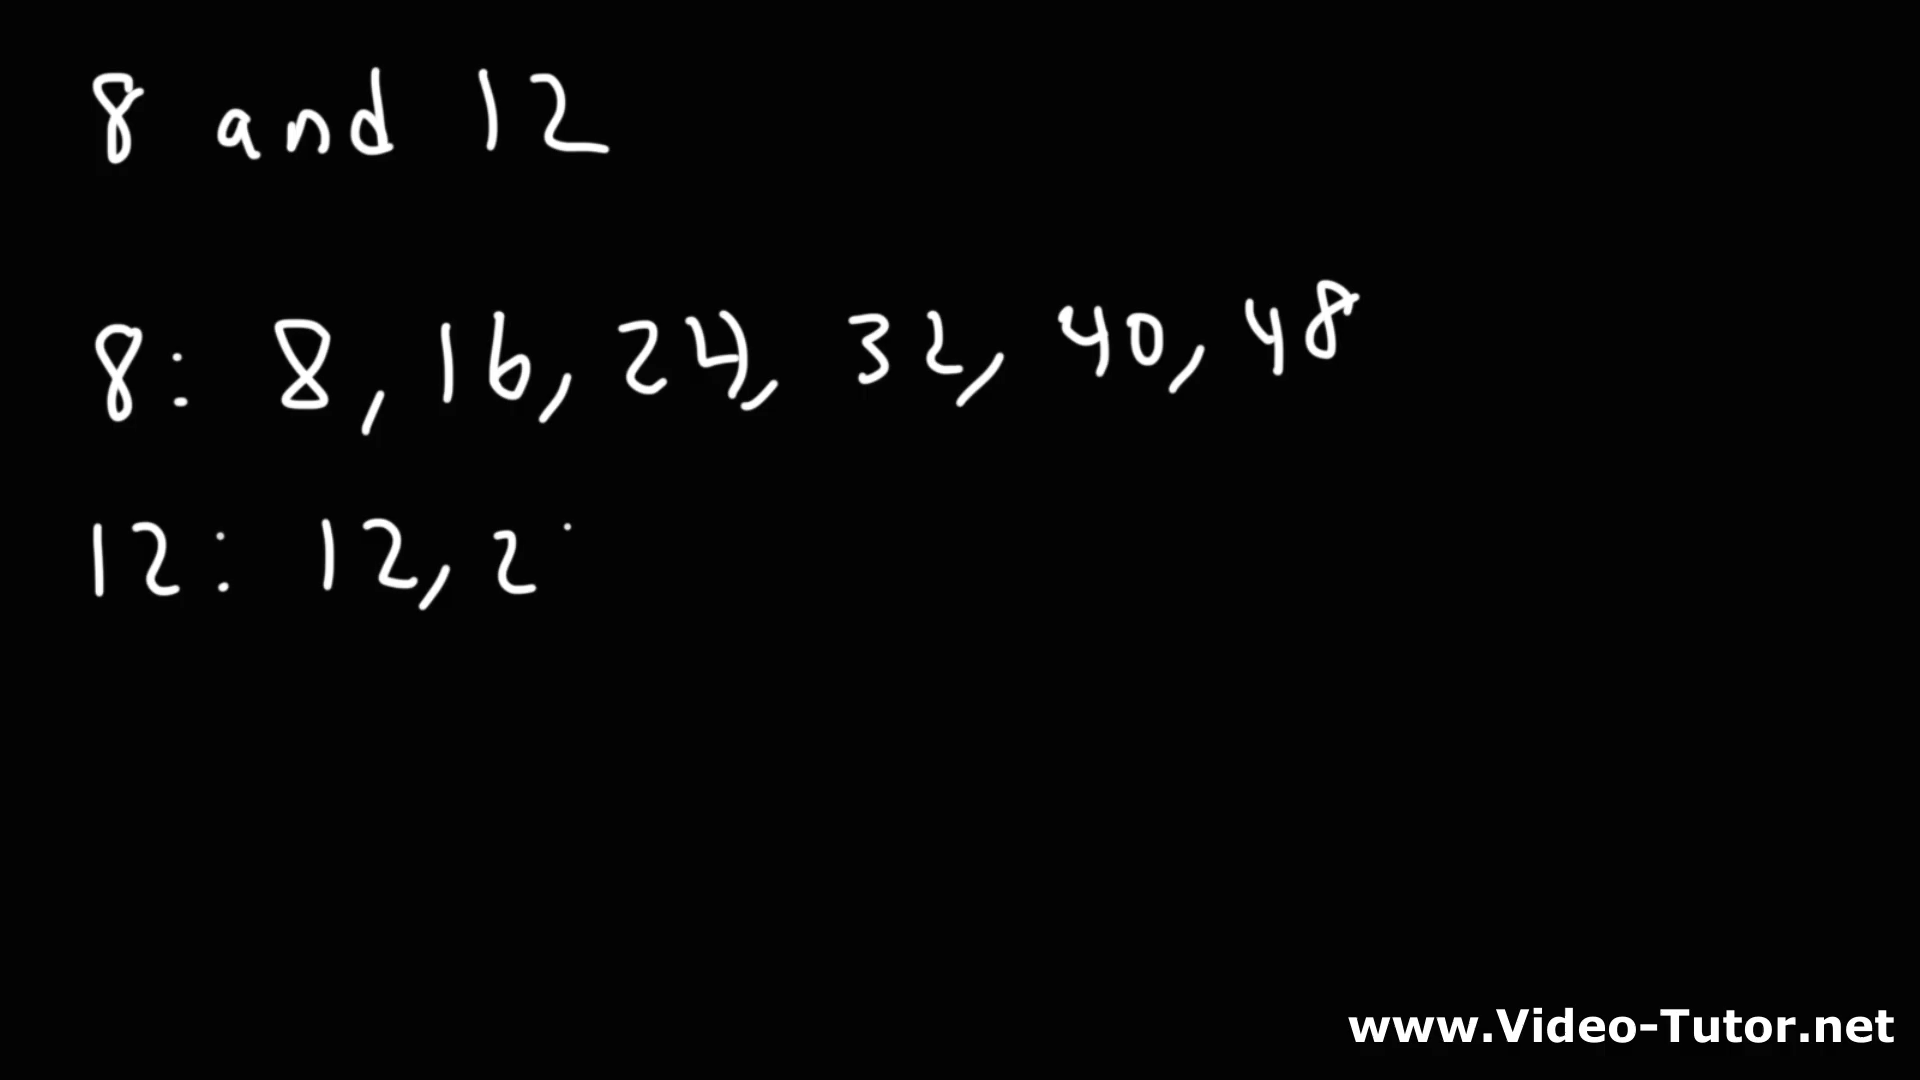 8 and 12
8: 8, 16, 24, 32, 40, 48
12: 12, 2
www.Video-Tutor.net